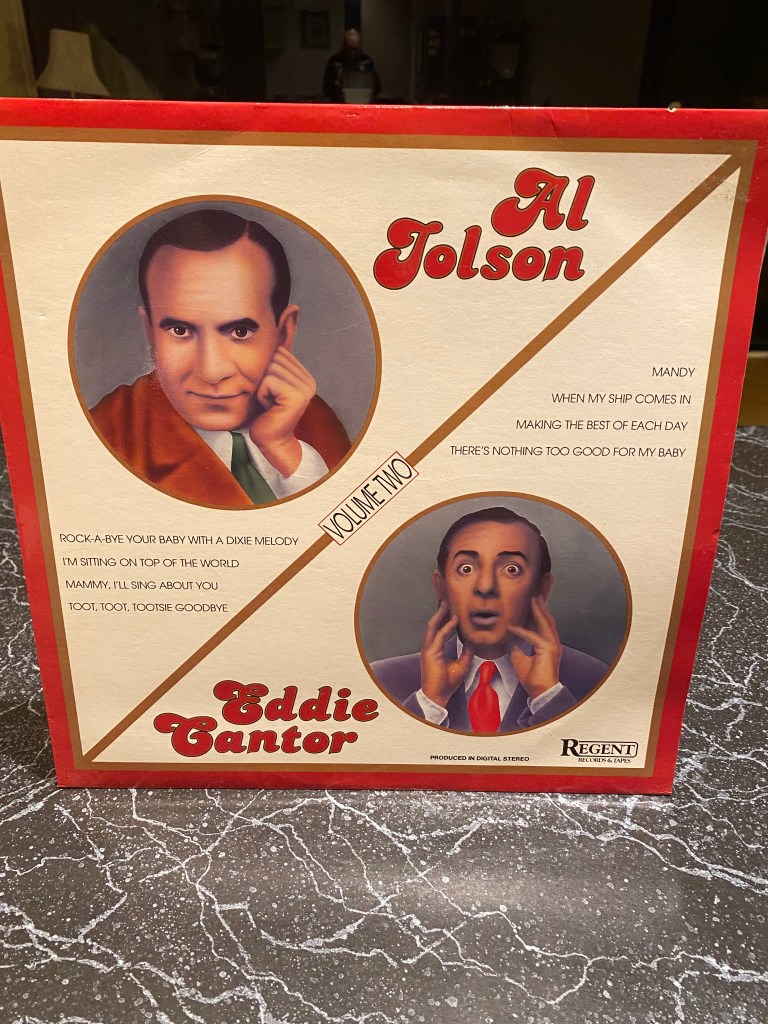 Al
Jolson
MANDY
WHEN MY SHIP COMES IN
MAKING THE BEST OF EACH DAY
THERE'S NOTHING TOO GOOD FOR MY BABY
VOLUME TWO
ROCK-A-BYE YOUR BABY WITH A DIXIE MELODY
I'M SITTING ON TOP OF THE WORLD
MAMMY, I'LL SING ABOUT YOU
TOOT, TOOT, TOOTSIE GOODBYE
Eddie
Cantor
PRODUCED IN DIGITAL STEREO
REGENT
RECORDS & TAPES